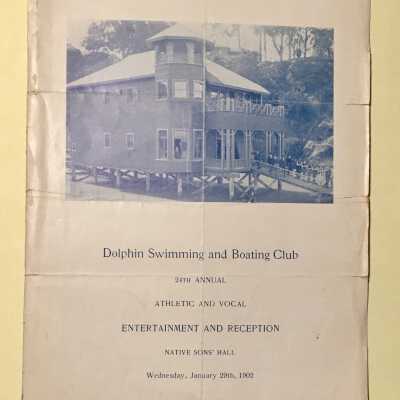 Dolphin Swimming and Boating Club
24TH ANNUAL
ATHLETIC AND VOCAL
ENTERTAINMENT AND RECEPTION
NATIVE SONS' HALL
Wednesday, January 29th, 1902